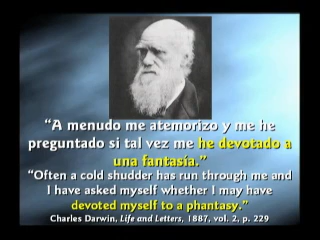 “A menudo me atemorizo y me he
preguntado si tal vez me he devotado a
una fantasía.”
“Often a cold shudder has run through me and
I have asked myself whether I may have
devoted myself to a phantasy.”
Charles Darwin, Life and Letters, 1887, vol. 2, p. 229